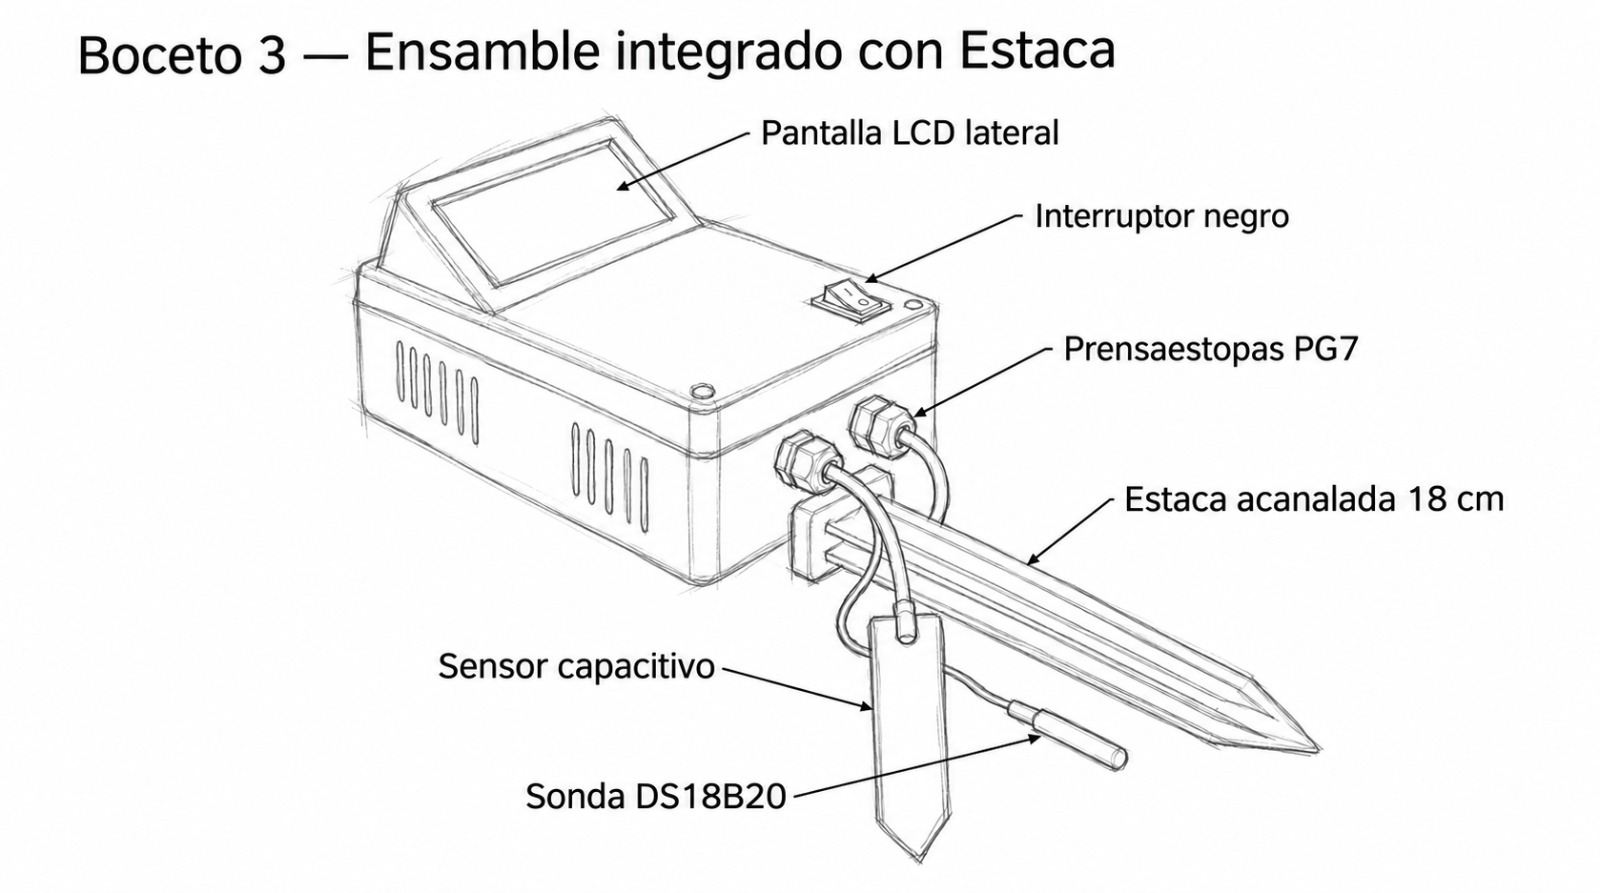 Boceto 3 — Ensamble integrado con Estaca
Pantalla LCD lateral
Interruptor negro
Prensaestopas PG7
Estaca acanalada 18 cm
Sensor capacitivo
Sonda DS18B20